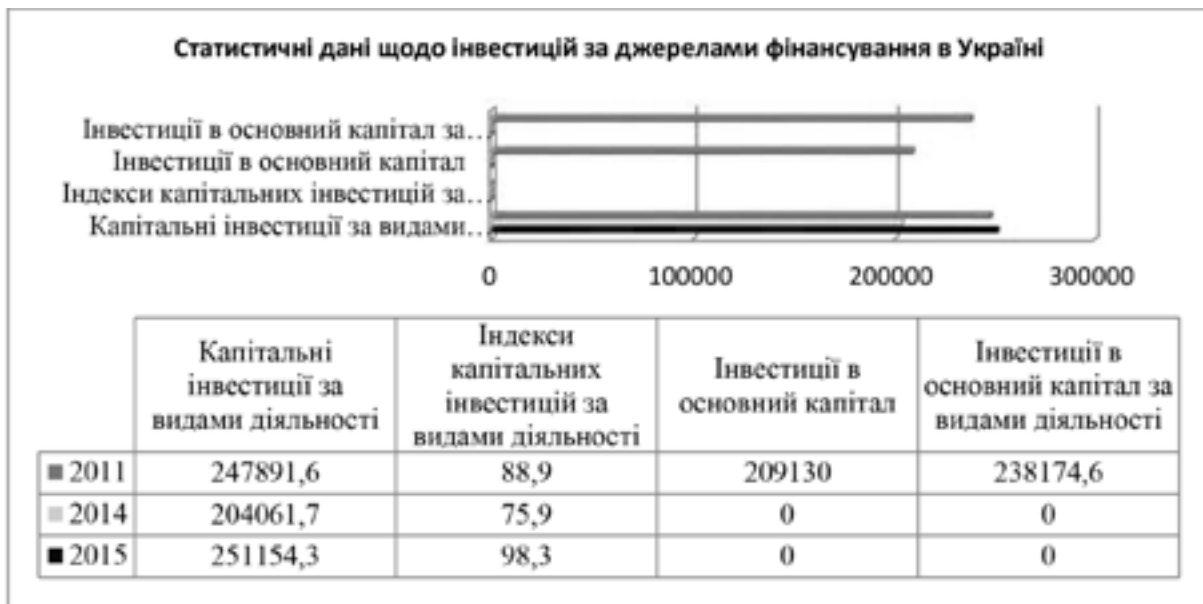 Статистичні дані щодо інвестицій за джерелами фінансування в Україні
Інвестиції в основний капітал за…
Інвестиції в основний капітал
Індекси капітальних інвестицій за…
Капітальні інвестиції за видами…
0 100000 200000 300000
Капітальні
інвестиції за
видами діяльності
Індекси
капітальних
інвестицій за
видами діяльності
Інвестиції в
основний капітал
Інвестиції в
основний капітал за
видами діяльності
2011 247891,6 88,9 209130 238174,6
2014 204061,7 75,9 0 0
2015 251154,3 98,3 0 0